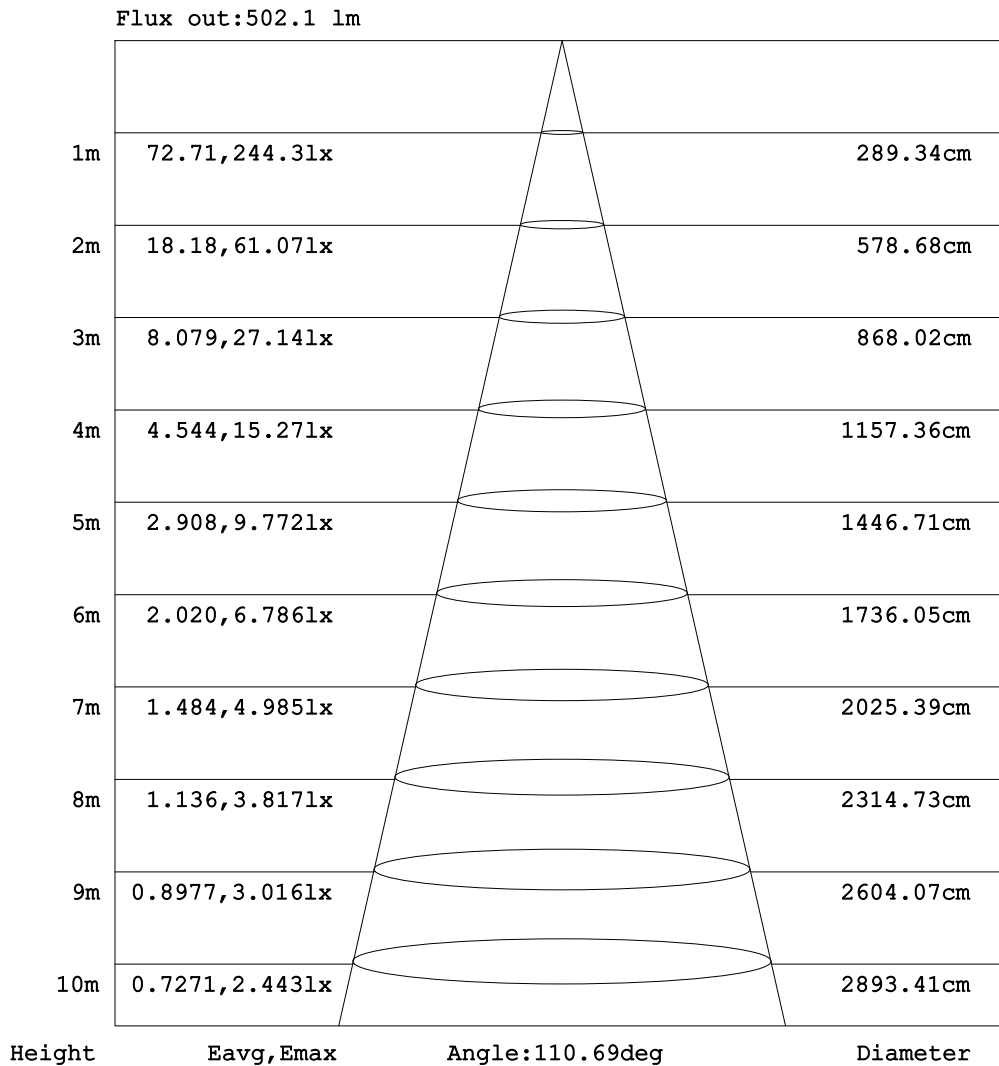 Flux out:502.1 lm
1m 72.71,244.3lx 289.34cm
2m 18.18,61.07lx 578.68cm
3m 8.079,27.14lx 868.02cm
4m 4.544,15.27lx 1157.36cm
5m 2.908,9.772lx 1446.71cm
6m 2.020,6.786lx 1736.05cm
7m 1.484,4.985lx 2025.39cm
8m 1.136,3.817lx 2314.73cm
9m 0.8977,3.016lx 2604.07cm
10m 0.7271,2.443lx 2893.41cm
Height Eavg,Emax Angle:110.69deg Diameter